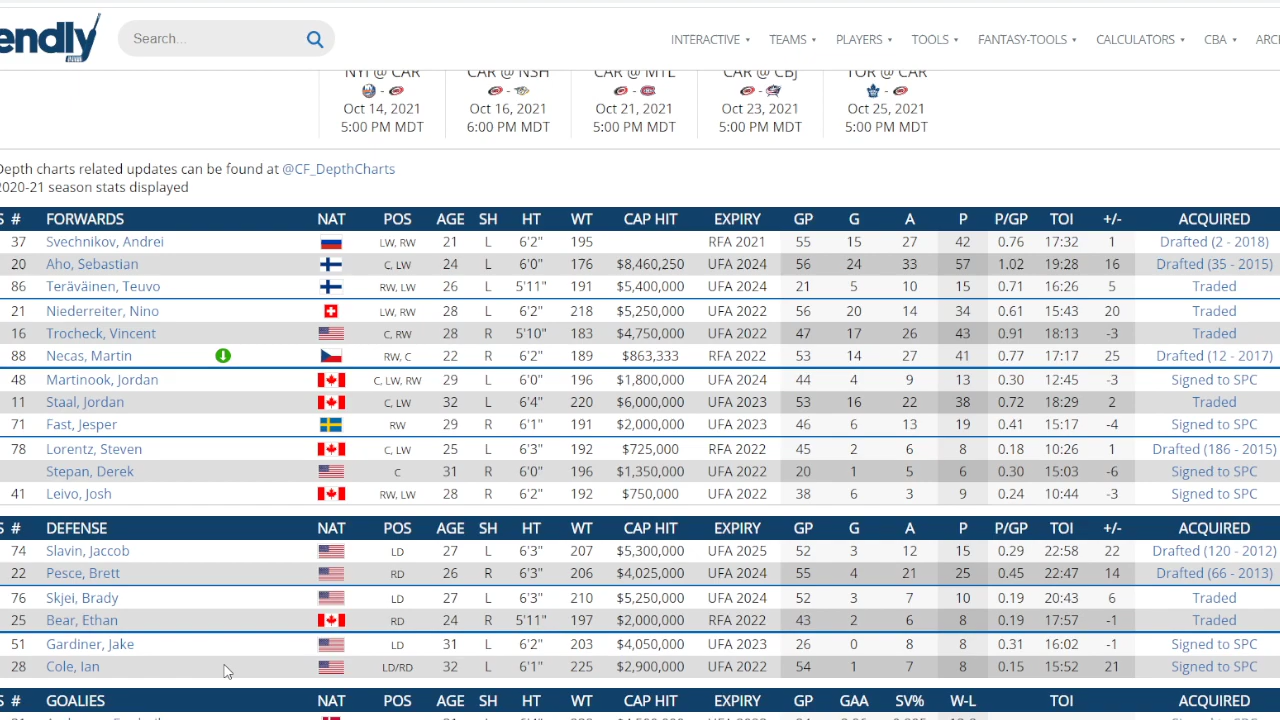 endly
Search...
INTERACTIVE TEAMS PLAYERS TOOLS FANTASY-TOOLS CALCULATORS CBA
NYI @ CAR CAR @ NSH CAR @ MTL CAR @ CBJ TOR @ CAR
Oct 14, 2021 Oct 16, 2021 Oct 21, 2021 Oct 23, 2021 Oct 25, 2021
5:00 PM MDT 6:00 PM MDT 5:00 PM MDT 5:00 PM MDT 5:00 PM MDT
Depth charts related updates can be found at @CF_DepthCharts
2020-21 season stats displayed
S # FORWARDS NAT POS AGE SH HT WT CAP HIT EXPIRY GP G A P P/GP TOI +/- ACQUIRED
37 Svechnikov, Andrei LW, RW 21 L 6'2" 195 RFA 2021 55 15 27 42 0.76 17:32 1 Drafted (2 - 2018)
20 Aho, Sebastian C, LW 24 L 6'0" 176 $8,460,250 UFA 2024 56 24 33 57 1.02 19:28 16 Drafted (35 - 2015)
86 Teräväinen, Teuvo RW, LW 26 L 5'11" 191 $5,400,000 UFA 2024 21 5 10 15 0.71 16:26 5 Traded
21 Niederreiter, Nino LW, RW 28 L 6'2" 218 $5,250,000 UFA 2022 56 20 14 34 0.61 15:43 20 Traded
16 Trocheck, Vincent C, RW 28 R 5'10" 183 $4,750,000 UFA 2022 47 17 26 43 0.91 18:13 -3 Traded
88 Necas, Martin RW, C 22 R 6'2" 189 $863,333 RFA 2022 53 14 27 41 0.77 17:17 25 Drafted (12 - 2017)
48 Martinook, Jordan C, LW, RW 29 L 6'0" 196 $1,800,000 UFA 2024 44 4 9 13 0.30 12:45 -3 Signed to SPC
11 Staal, Jordan C, LW 32 L 6'4" 220 $6,000,000 UFA 2023 53 16 22 38 0.72 18:29 2 Traded
71 Fast, Jesper RW 29 R 6'1" 191 $2,000,000 UFA 2023 46 6 13 19 0.41 15:17 -4 Signed to SPC
78 Lorentz, Steven C, LW 25 L 6'3" 192 $725,000 RFA 2022 45 2 6 8 0.18 10:26 1 Drafted (186 - 2015)
Stepan, Derek C 31 R 6'0" 196 $1,350,000 UFA 2022 20 1 5 6 0.30 15:03 -6 Signed to SPC
41 Leivo, Josh RW, LW 28 R 6'2" 192 $750,000 UFA 2022 38 6 3 9 0.24 10:44 -3 Signed to SPC
S # DEFENSE NAT POS AGE SH HT WT CAP HIT EXPIRY GP G A P P/GP TOI +/- ACQUIRED
74 Slavin, Jaccob LD 27 L 6'3" 207 $5,300,000 UFA 2025 52 3 12 15 0.29 22:58 22 Drafted (120 - 2012)
22 Pesce, Brett RD 26 R 6'3" 206 $4,025,000 UFA 2024 55 4 21 25 0.45 22:47 14 Drafted (66 - 2013)
76 Skjei, Brady LD 27 L 6'3" 210 $5,250,000 UFA 2024 52 3 7 10 0.19 20:43 6 Traded
25 Bear, Ethan RD 24 R 5'11" 197 $2,000,000 RFA 2022 43 2 6 8 0.19 17:57 -1 Traded
51 Gardiner, Jake LD 31 L 6'2" 203 $4,050,000 UFA 2023 26 0 8 8 0.31 16:02 -1 Signed to SPC
28 Cole, Ian LD/RD 32 L 6'1" 225 $2,900,000 UFA 2022 54 1 7 8 0.15 15:52 21 Signed to SPC
S # GOALIES NAT POS AGE SH HT WT CAP HIT EXPIRY GP GAA SV% W-L TOI ACQUIRED